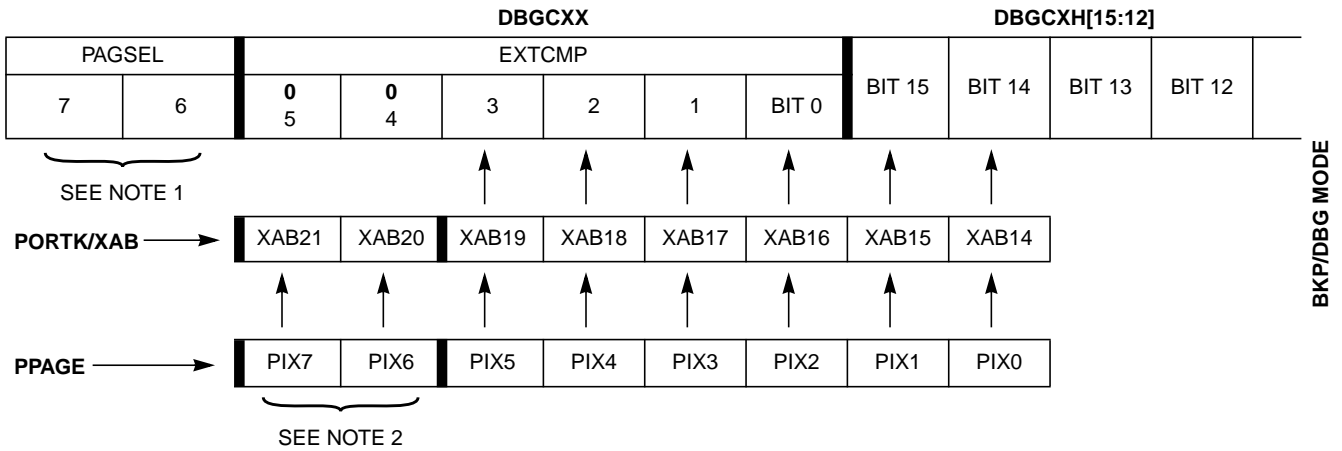 DBGCXX DBGCXH[15:12]
PAGSEL EXTCMP
BIT 15 BIT 14 BIT 13 BIT 12
7 6 0 5 0 4 3 2 1 BIT 0
SEE NOTE 1
PORTK/XAB XAB21 XAB20 XAB19 XAB18 XAB17 XAB16 XAB15 XAB14
PPAGE PIX7 PIX6 PIX5 PIX4 PIX3 PIX2 PIX1 PIX0
SEE NOTE 2
BKP/DBG MODE